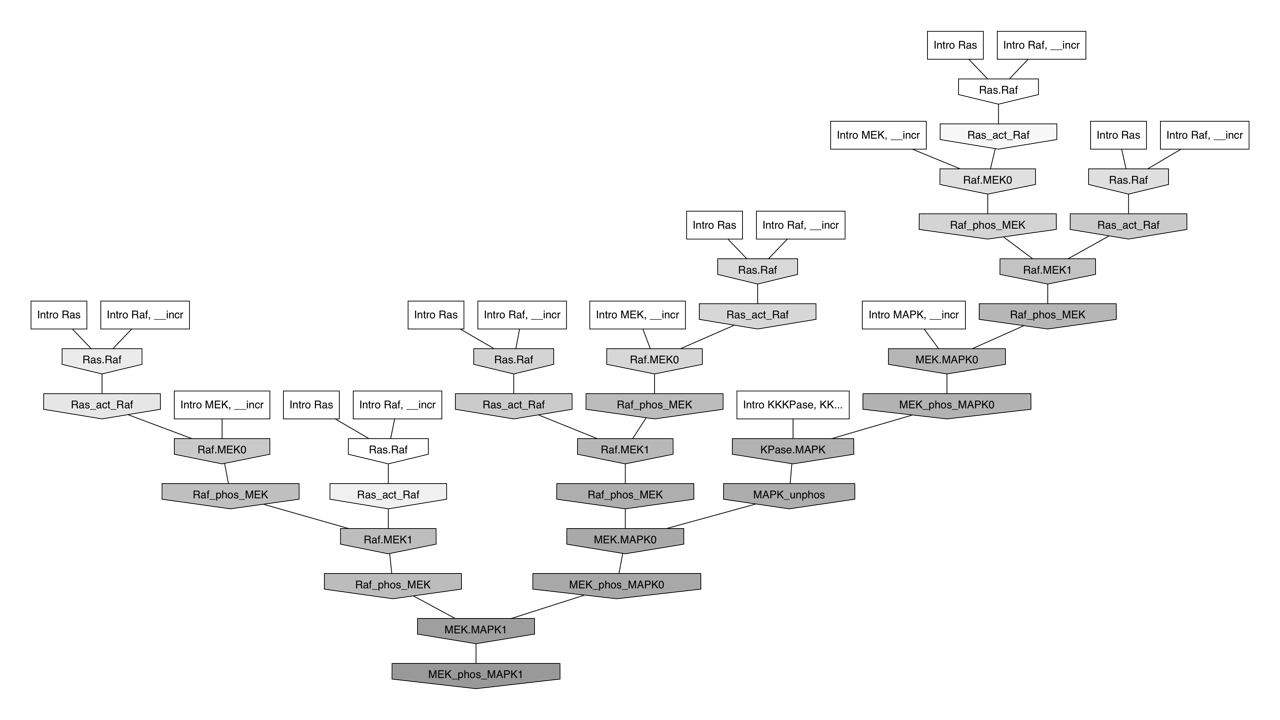 Intro Ras
Intro Raf, __incr
Ras.Raf
Intro MEK, __incr
Ras_act_Raf
Intro Ras
Intro Raf, __incr
Raf.MEK0
Ras.Raf
Intro Ras
Intro Raf, __incr
Raf_phos_MEK
Ras_act_Raf
Ras.Raf
Raf.MEK1
Intro Ras
Intro Raf, __incr
Intro Ras
Intro Raf, __incr
Intro MEK, __incr
Ras_act_Raf
Intro MAPK, __incr
Raf_phos_MEK
Ras.Raf
Ras.Raf
Raf.MEK0
MEK.MAPK0
Ras_act_Raf
Intro MEK, __incr
Intro Ras
Intro Raf, __incr
Ras_act_Raf
Raf_phos_MEK
Intro KKKPase, KK...
MEK_phos_MAPK0
Raf.MEK0
Ras.Raf
Raf.MEK1
KPase.MAPK
Raf_phos_MEK
Ras_act_Raf
Raf_phos_MEK
MAPK_unphos
Raf.MEK1
MEK.MAPK0
Raf_phos_MEK
MEK_phos_MAPK0
MEK.MAPK1
MEK_phos_MAPK1